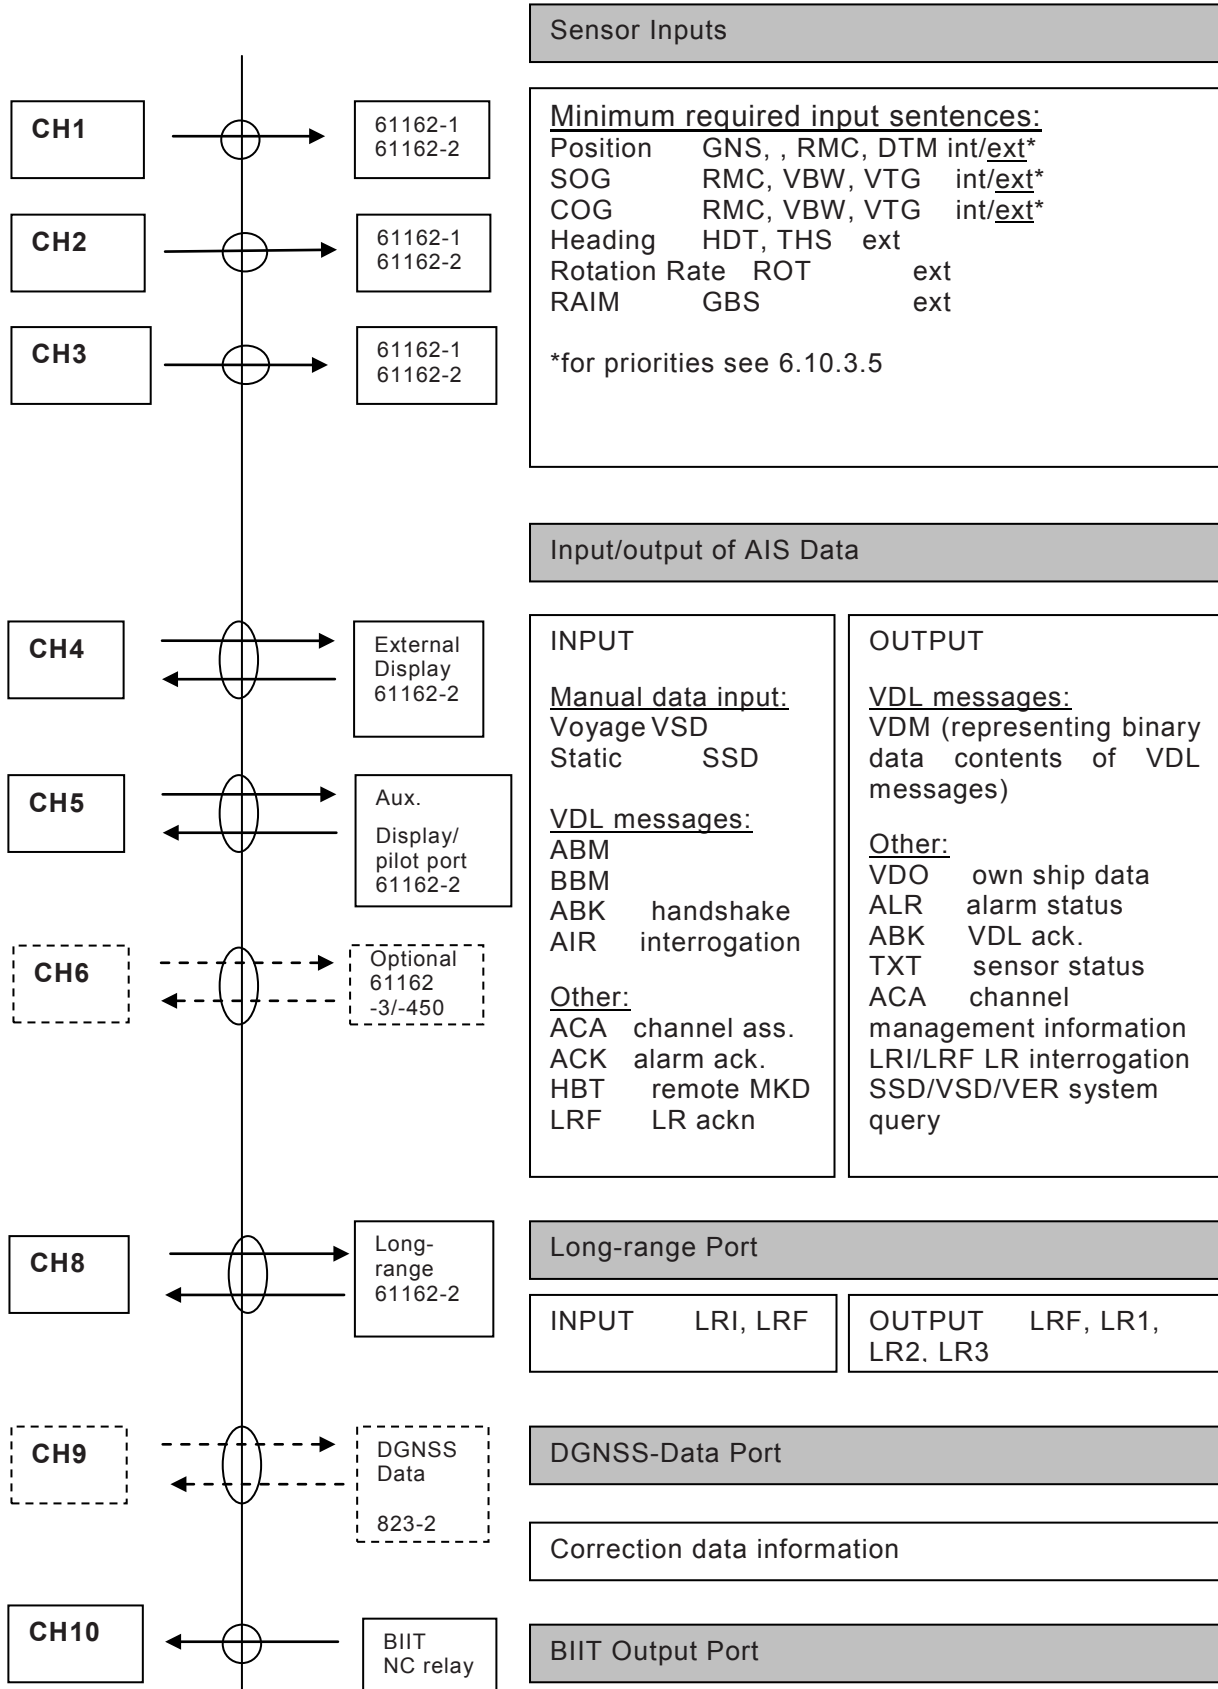 Sensor Inputs
CH1
61162-1
61162-2
Minimum required input sentences:
Position GNS, , RMC, DTM int/ext*
SOG RMC, VBW, VTG int/ext*
COG RMC, VBW, VTG int/ext*
Heading HDT, THS ext
Rotation Rate ROT ext
RAIM GBS ext
*for priorities see 6.10.3.5
CH2
61162-1
61162-2
CH3
61162-1
61162-2
Input/output of AIS Data
CH4
External
Display
61162-2
CH5
Aux.
Display/
pilot port
61162-2
CH6
Optional
61162
-3/-450
INPUT
Manual data input:
Voyage VSD
Static SSD
VDL messages:
ABM
BBM
ABK handshake
AIR interrogation
Other:
ACA channel ass.
ACK alarm ack.
HBT remote MKD
LRF LR ackn
OUTPUT
VDL messages:
VDM (representing binary
data contents of VDL
messages)
Other:
VDO own ship data
ALR alarm status
ABK VDL ack.
TXT sensor status
ACA channel
management information
LRI/LRF LR interrogation
SSD/VSD/VER system
query
CH8
Long-
range
61162-2
Long-range Port
INPUT LRI, LRF
OUTPUT LRF, LR1,
LR2, LR3
CH9
DGNSS
Data
823-2
DGNSS-Data Port
Correction data information
CH10
BIIT
NC relay
BIIT Output Port